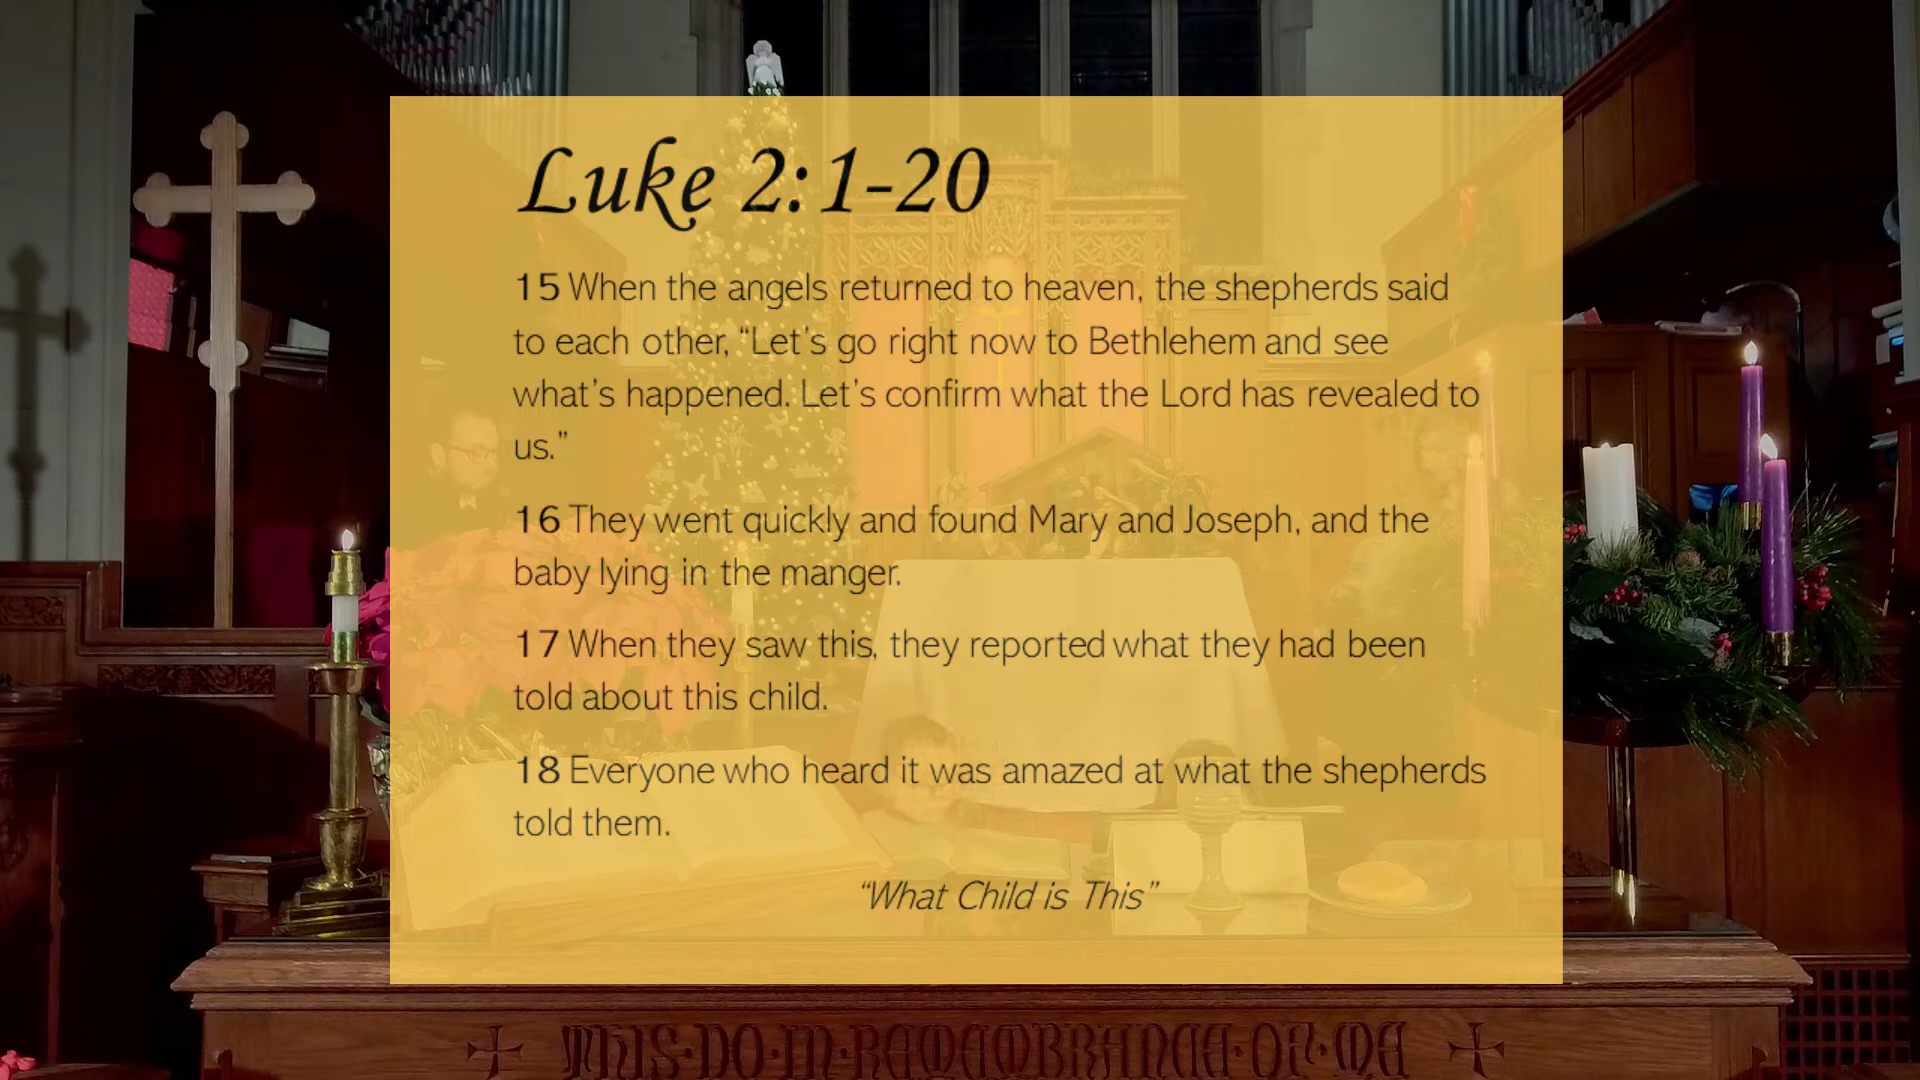 Luke 2:1-20
15 When the angels returned to heaven, the shepherds said
to each other, “Let’s go right now to Bethlehem and see
what’s happened. Let’s confirm what the Lord has revealed to
us.”
16 They went quickly and found Mary and Joseph, and the
baby lying in the manger.
17 When they saw this, they reported what they had been
told about this child.
18 Everyone who heard it was amazed at what the shepherds
told them.
“What Child is This”
THIS·DO·IN·REMEMBRANCE·OF·ME